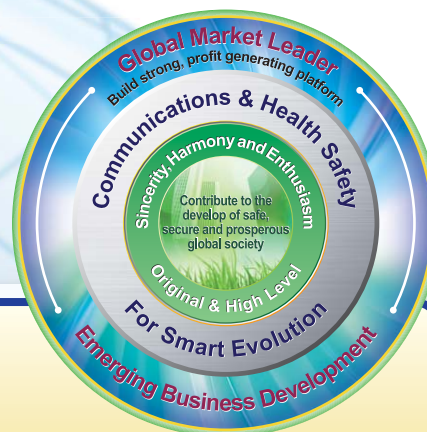 Global Market Leader
Build strong, profit generating platform
Communications & Health Safety
Sincerity, Harmony and Enthusiasm
Contribute to the
develop of safe,
secure and prosperous
global society
Original & High Level
For Smart Evolution
Emerging Business Development